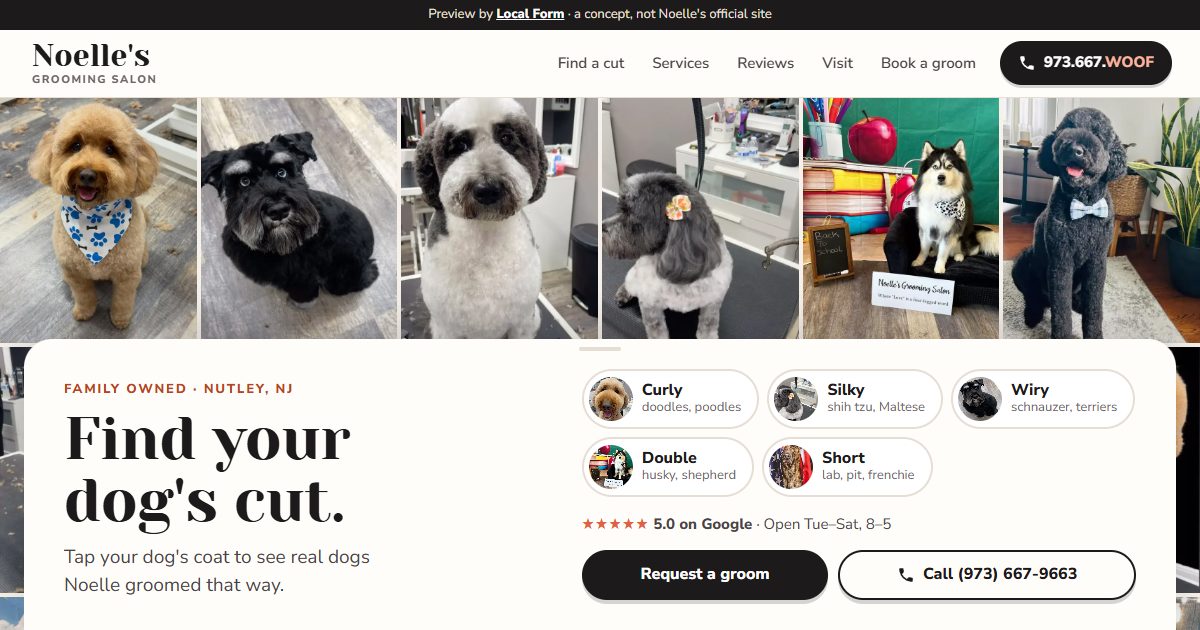 Preview by Local Form · a concept, not Noelle's official site
Noelle's
GROOMING SALON
Find a cut
Services
Reviews
Visit
Book a groom
973.667.WOOF
Back
To
School
Noelle's Grooming Salon
FAMILY OWNED · NUTLEY, NJ
Find your
dog's cut.
Tap your dog's coat to see real dogs
Noelle groomed that way.
Curly
doodles, poodles
Silky
shih tzu, Maltese
Wiry
schnauzer, terriers
Double
husky, shepherd
Short
lab, pit, frenchie
★★★★★ 5.0 on Google · Open Tue–Sat, 8–5
Request a groom
Call (973) 667-9663